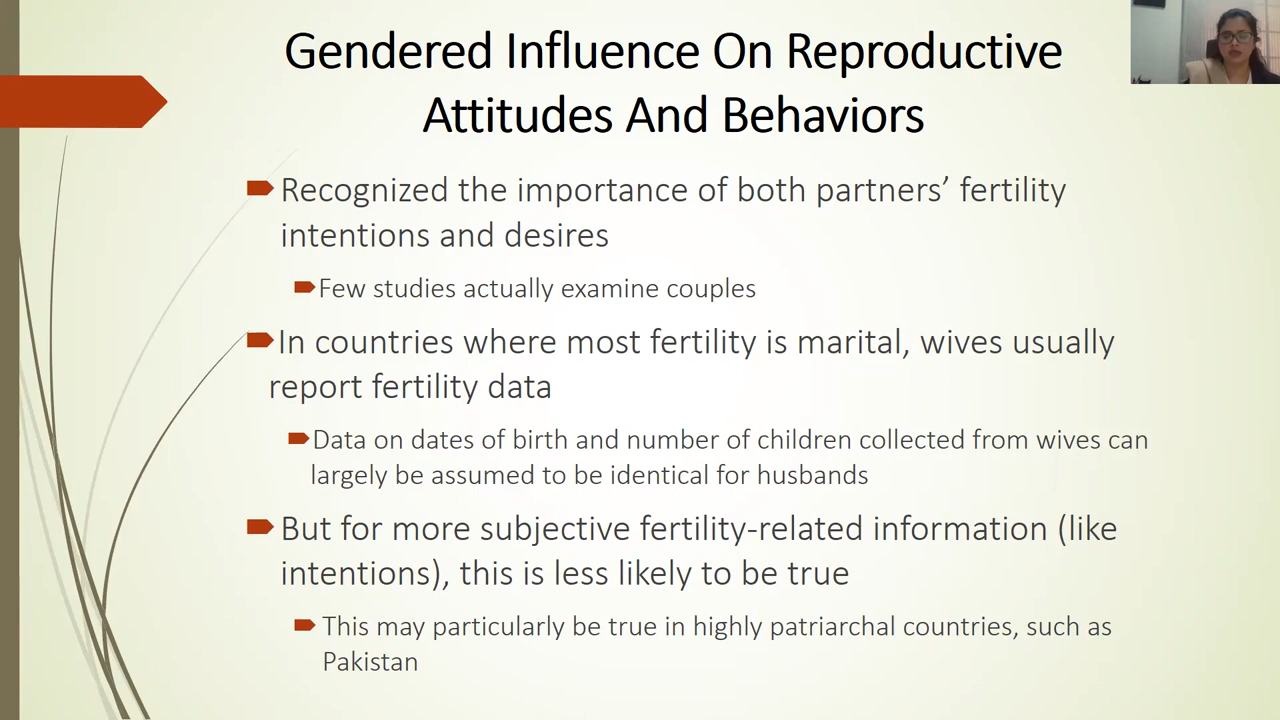 Gendered Influence On Reproductive
Attitudes And Behaviors
Recognized the importance of both partners’ fertility
intentions and desires
Few studies actually examine couples
In countries where most fertility is marital, wives usually
report fertility data
Data on dates of birth and number of children collected from wives can
largely be assumed to be identical for husbands
But for more subjective fertility-related information (like
intentions), this is less likely to be true
This may particularly be true in highly patriarchal countries, such as
Pakistan